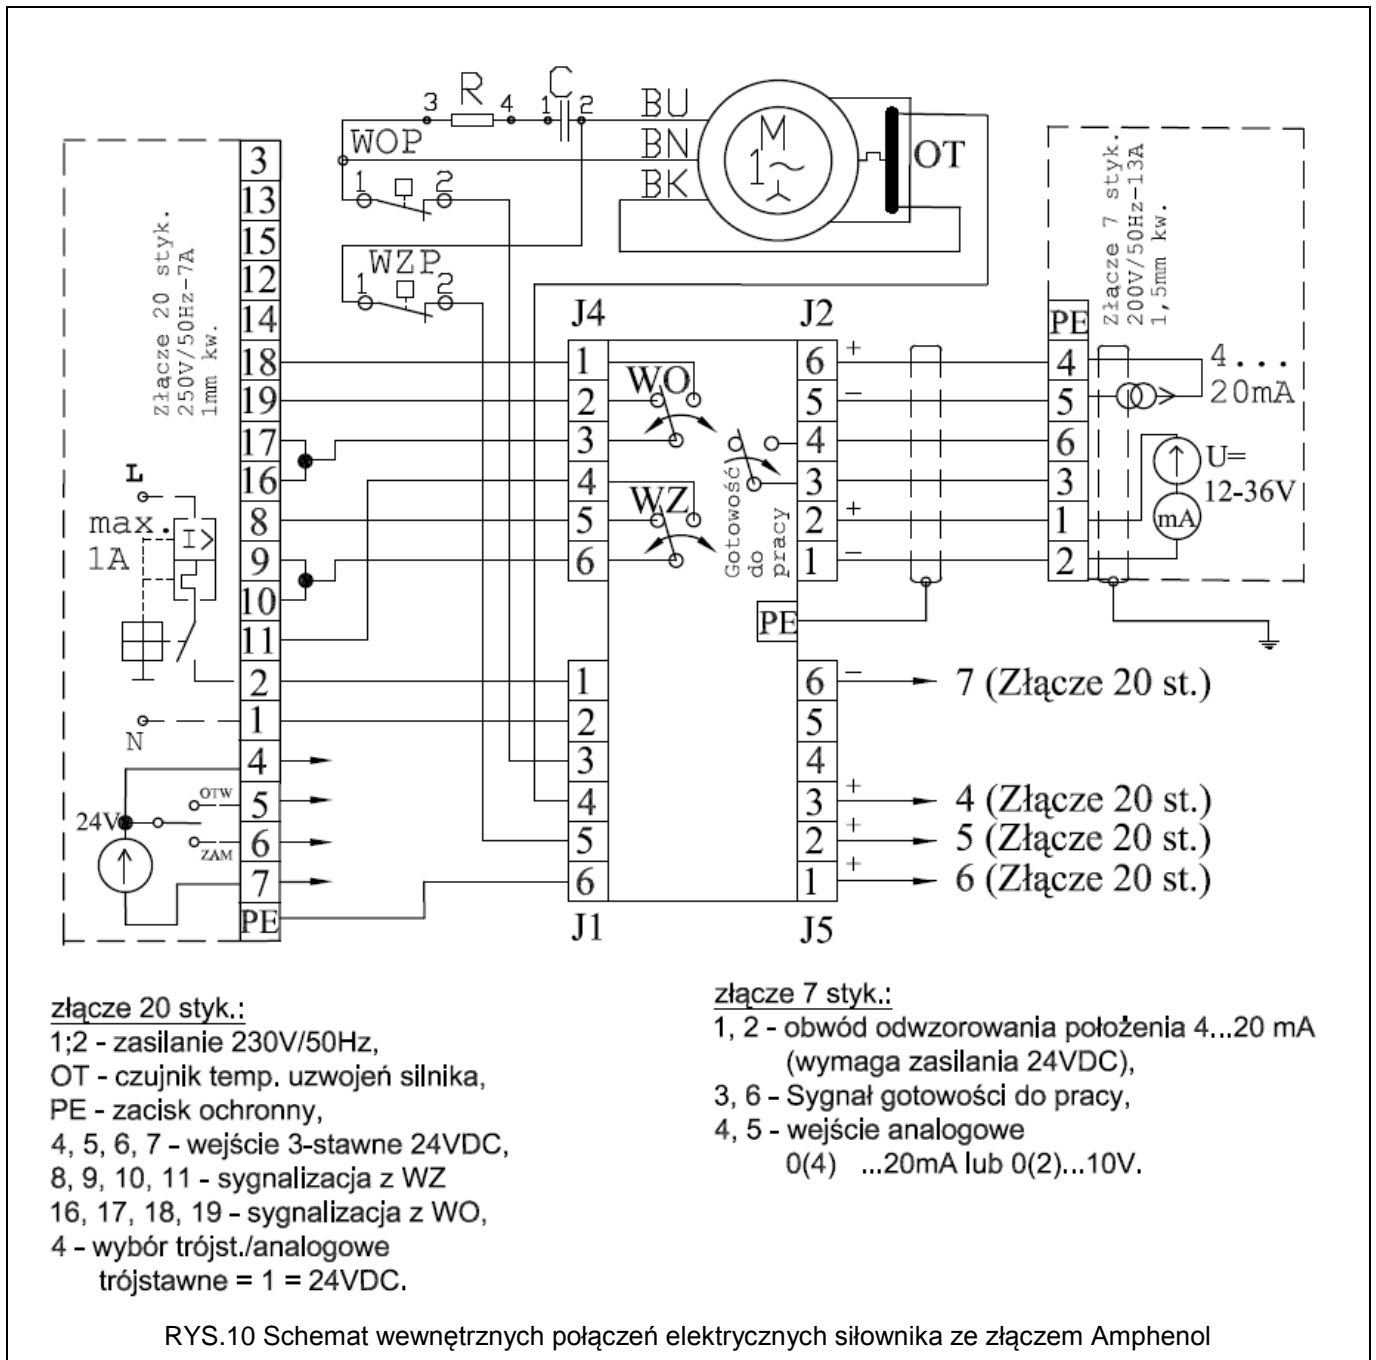 3 R 4 1 C 2 BU
BN
BK
M
1~
OT
WOP
1 2
WZP
1 2
Złącze 20 styk.
250V/50Hz-7A
1mm kw.
3
13
15
12
14
18
19
17
16
8
9
10
11
2
1
4
5
6
7
PE
L
max.
1A
I>
N
24V
OTW
ZAM
J4
1
2
3
4
5
6
WO
WZ
Gotowość
do
pracy
J2
6 +
5 −
4
3
2 +
1 −
PE
1
2
3
4
5
6
J1
6 − 7 (Złącze 20 st.)
5
4
3 + 4 (Złącze 20 st.)
2 + 5 (Złącze 20 st.)
1 + 6 (Złącze 20 st.)
J5
Złącze 7 styk.
200V/50Hz-13A
1,5mm kw.
PE
4
5
6
3
1
2
4...
20mA
U=
12-36V
mA
złącze 20 styk.:
1;2 - zasilanie 230V/50Hz,
OT - czujnik temp. uzwojeń silnika,
PE - zacisk ochronny,
4, 5, 6, 7 - wejście 3-stawne 24VDC,
8, 9, 10, 11 - sygnalizacja z WZ
16, 17, 18, 19 - sygnalizacja z WO,
4 - wybór trójst./analogowe
trójstawne = 1 = 24VDC.
złącze 7 styk.:
1, 2 - obwód odwzorowania położenia 4...20 mA
(wymaga zasilania 24VDC),
3, 6 - Sygnał gotowości do pracy,
4, 5 - wejście analogowe
0(4) ...20mA lub 0(2)...10V.
RYS.10 Schemat wewnętrznych połączeń elektrycznych siłownika ze złączem Amphenol